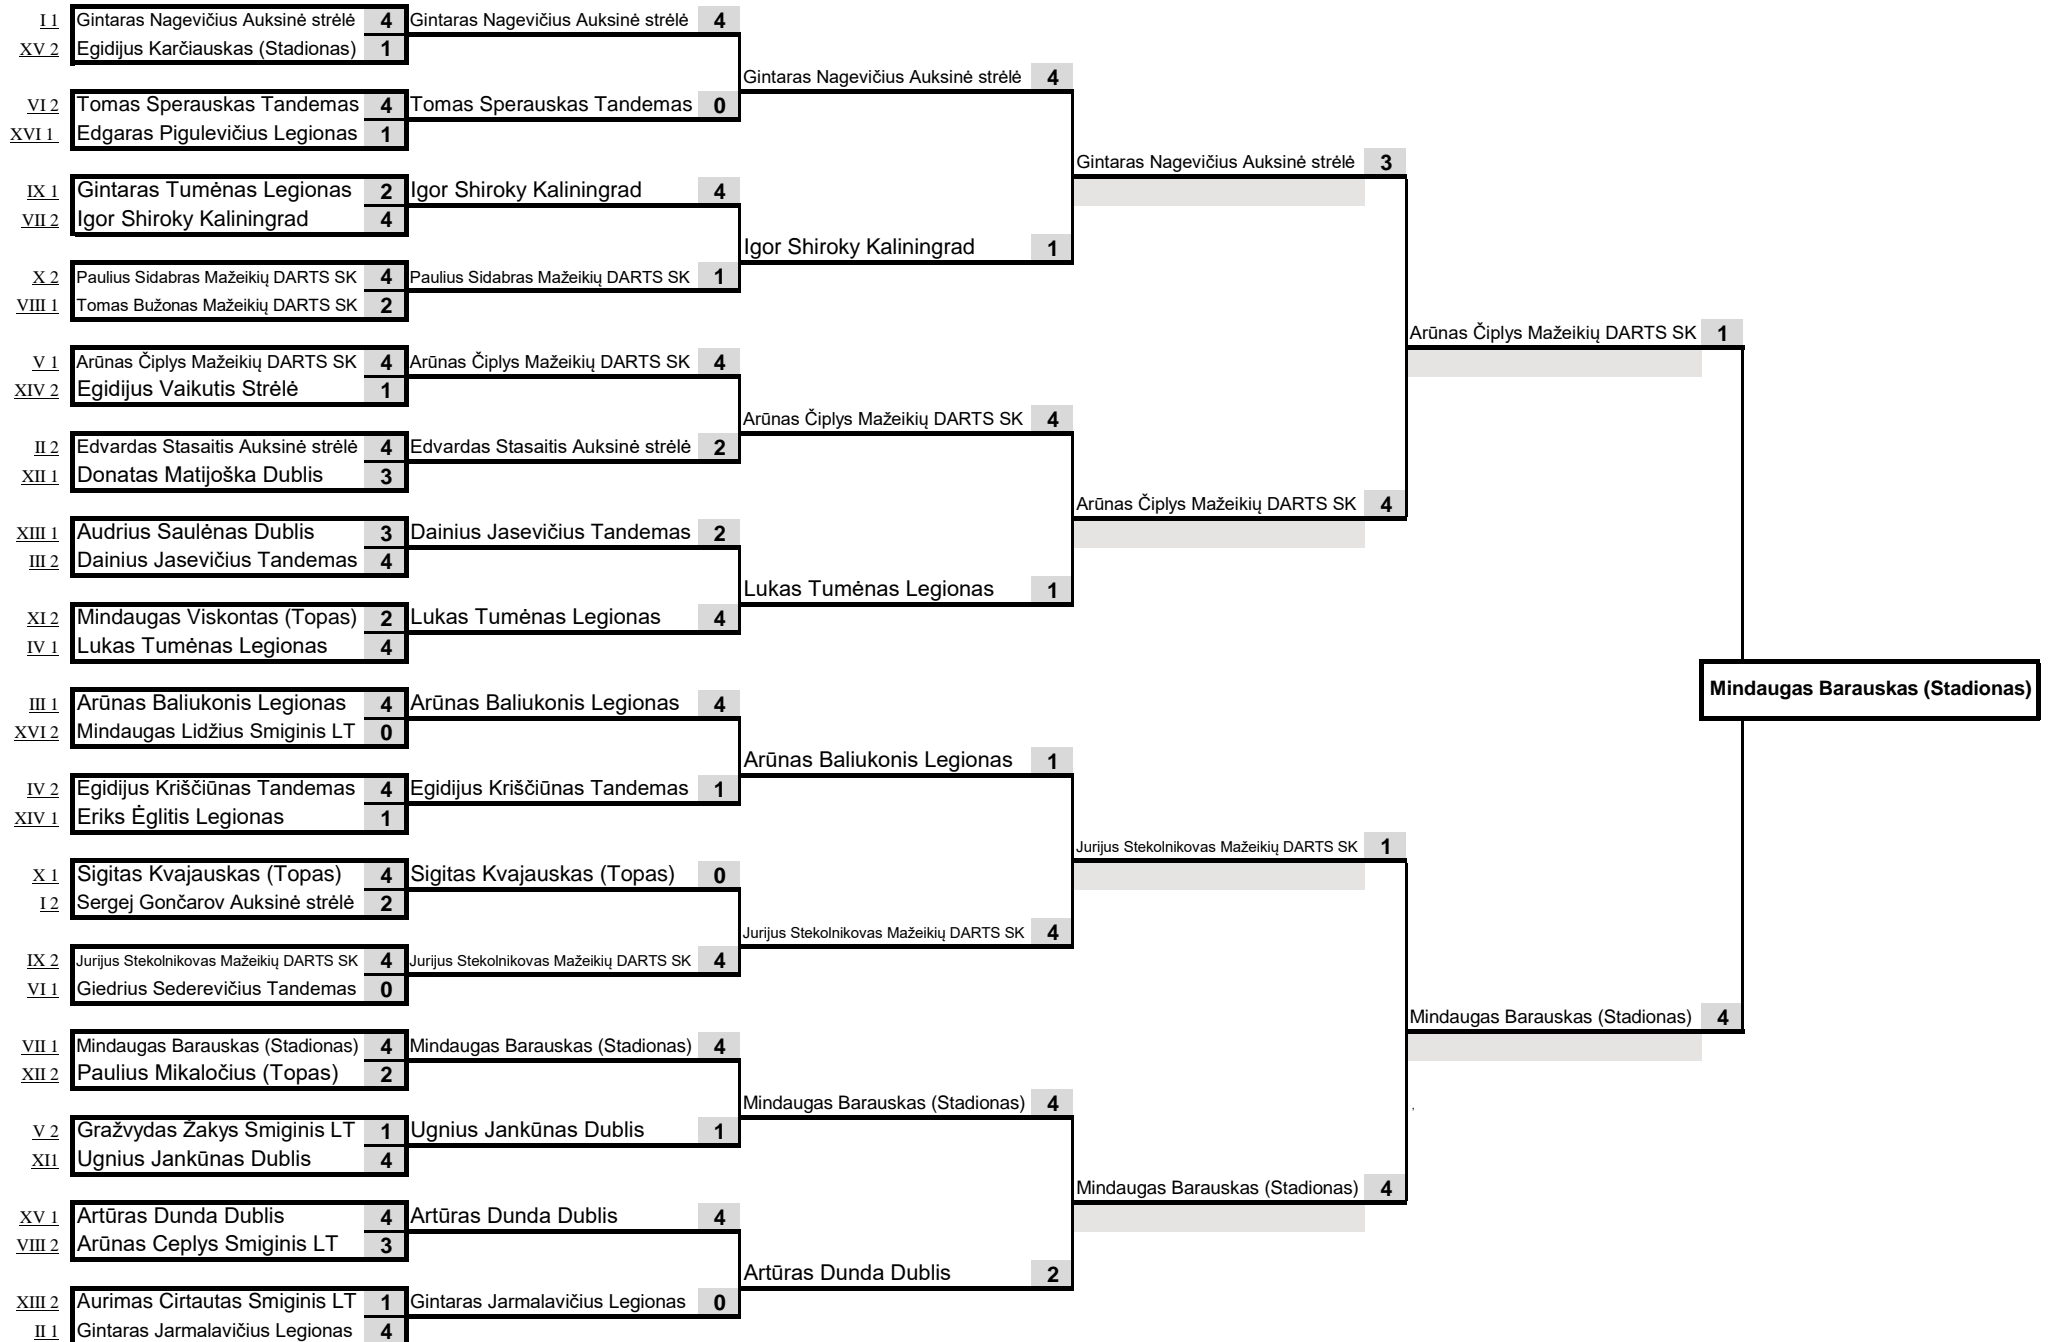 I 1 Gintaras Nagevičius Auksinė strėlė 4 Gintaras Nagevičius Auksinė strėlė 4
XV 2 Egidijus Karčiauskas (Stadionas) 1
Gintaras Nagevičius Auksinė strėlė 4
VI 2 Tomas Sperauskas Tandemas 4 Tomas Sperauskas Tandemas 0
XVI 1 Edgaras Pigulevičius Legionas 1
Gintaras Nagevičius Auksinė strėlė 3
IX 1 Gintaras Tumėnas Legionas 2 Igor Shiroky Kaliningrad 4
VII 2 Igor Shiroky Kaliningrad 4
Igor Shiroky Kaliningrad 1
X 2 Paulius Sidabras Mažeikių DARTS SK 4 Paulius Sidabras Mažeikių DARTS SK 1
VIII 1 Tomas Bužonas Mažeikių DARTS SK 2
Arūnas Čiplys Mažeikių DARTS SK 1
V 1 Arūnas Čiplys Mažeikių DARTS SK 4 Arūnas Čiplys Mažeikių DARTS SK 4
XIV 2 Egidijus Vaikutis Strėlė 1
Arūnas Čiplys Mažeikių DARTS SK 4
II 2 Edvardas Stasaitis Auksinė strėlė 4 Edvardas Stasaitis Auksinė strėlė 2
XII 1 Donatas Matijoška Dublis 3
Arūnas Čiplys Mažeikių DARTS SK 4
XIII 1 Audrius Saulėnas Dublis 3 Dainius Jasevičius Tandemas 2
III 2 Dainius Jasevičius Tandemas 4
Lukas Tumėnas Legionas 1
XI 2 Mindaugas Viskontas (Topas) 2 Lukas Tumėnas Legionas 4
IV 1 Lukas Tumėnas Legionas 4
Mindaugas Barauskas (Stadionas)
III 1 Arūnas Baliukonis Legionas 4 Arūnas Baliukonis Legionas 4
XVI 2 Mindaugas Lidžius Smiginis LT 0
Arūnas Baliukonis Legionas 1
IV 2 Egidijus Kriščiūnas Tandemas 4 Egidijus Kriščiūnas Tandemas 1
XIV 1 Eriks Ėglitis Legionas 1
Jurijus Stekolnikovas Mažeikių DARTS SK 1
X 1 Sigitas Kvajauskas (Topas) 4 Sigitas Kvajauskas (Topas) 0
I 2 Sergej Gončarov Auksinė strėlė 2
Jurijus Stekolnikovas Mažeikių DARTS SK 4
IX 2 Jurijus Stekolnikovas Mažeikių DARTS SK 4 Jurijus Stekolnikovas Mažeikių DARTS SK 4
VI 1 Giedrius Sederevičius Tandemas 0
Mindaugas Barauskas (Stadionas) 4
VII 1 Mindaugas Barauskas (Stadionas) 4 Mindaugas Barauskas (Stadionas) 4
XII 2 Paulius Mikaločius (Topas) 2
Mindaugas Barauskas (Stadionas) 4
V 2 Gražvydas Žakys Smiginis LT 1 Ugnius Jankūnas Dublis 1
XI1 Ugnius Jankūnas Dublis 4
Mindaugas Barauskas (Stadionas) 4
XV 1 Artūras Dunda Dublis 4 Artūras Dunda Dublis 4
VIII 2 Arūnas Ceplys Smiginis LT 3
Artūras Dunda Dublis 2
XIII 2 Aurimas Cirtautas Smiginis LT 1 Gintaras Jarmalavičius Legionas 0
II 1 Gintaras Jarmalavičius Legionas 4